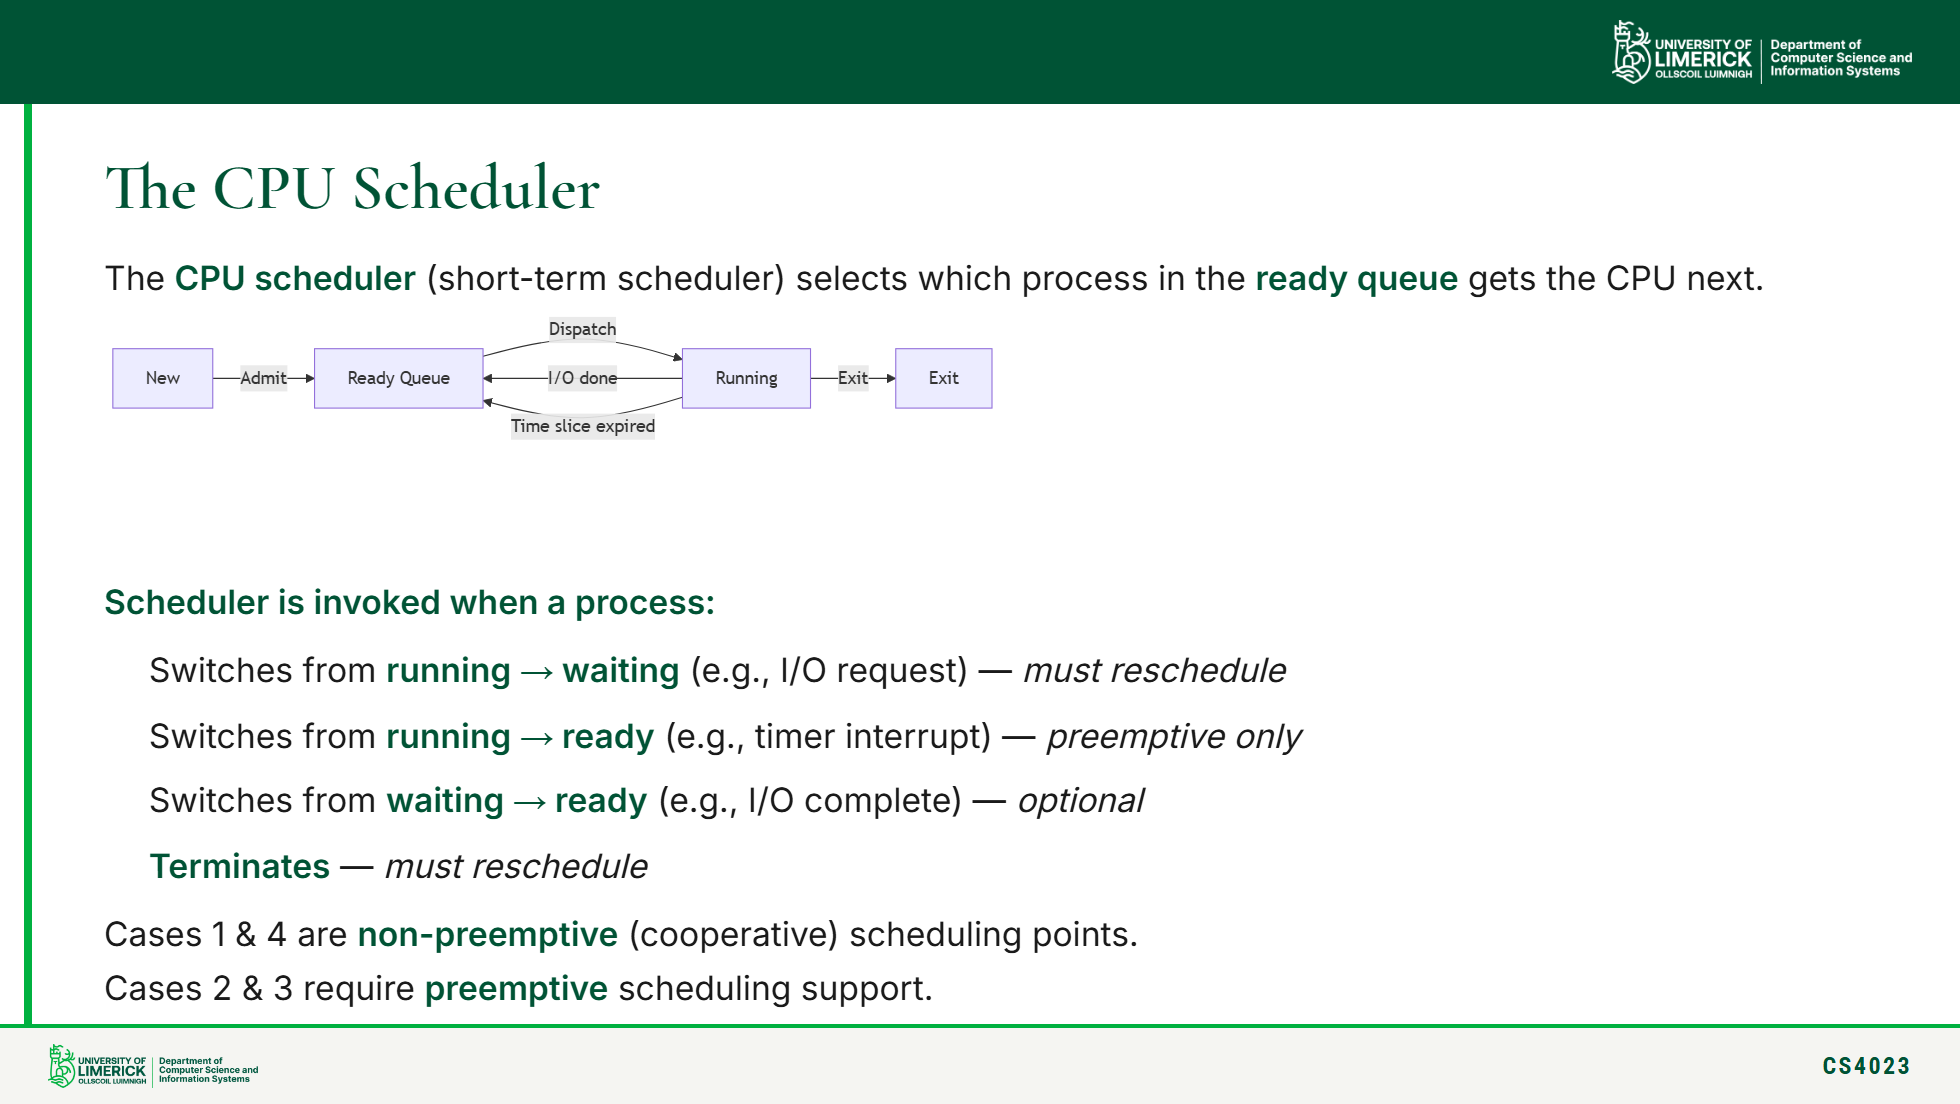 UNIVERSITY OF
LIMERICK
OLLSCOIL LUIMNIGH
Department of
Computer Science and
Information Systems
The CPU Scheduler
The CPU scheduler (short-term scheduler) selects which process in the ready queue gets the CPU next.
Dispatch
New
Admit
Ready Queue
I/O done
Running
Exit
Exit
Time slice expired
Scheduler is invoked when a process:
Switches from running → waiting (e.g., I/O request) — must reschedule
Switches from running → ready (e.g., timer interrupt) — preemptive only
Switches from waiting → ready (e.g., I/O complete) — optional
Terminates — must reschedule
Cases 1 & 4 are non-preemptive (cooperative) scheduling points.
Cases 2 & 3 require preemptive scheduling support.
UNIVERSITY OF
LIMERICK
OLLSCOIL LUIMNIGH
Department of
Computer Science and
Information Systems
CS4023